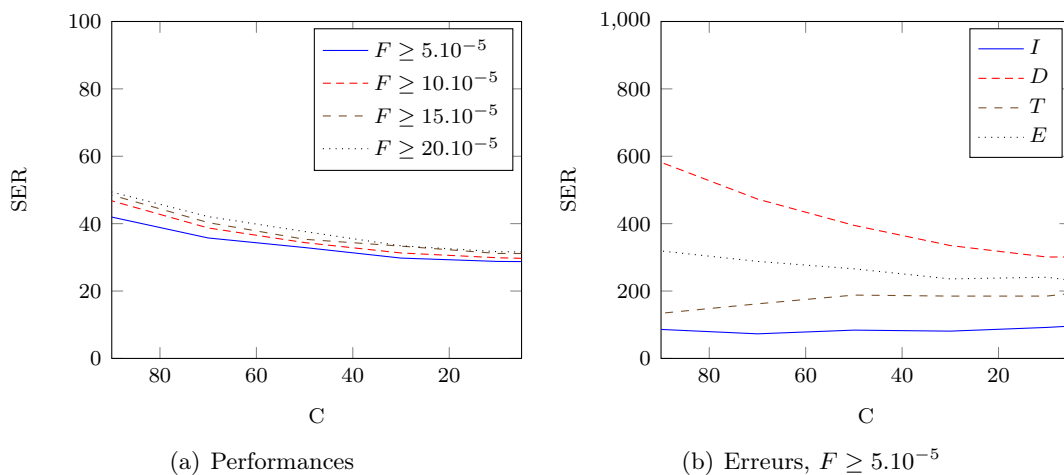 100
80
60
40
20
0
SER
80 60 40 20
C
F ≥ 5.10⁻⁵
F ≥ 10.10⁻⁵
F ≥ 15.10⁻⁵
F ≥ 20.10⁻⁵
(a) Performances
1,000
800
600
400
200
0
SER
80 60 40 20
C
I
D
T
E
(b) Erreurs, F ≥ 5.10⁻⁵